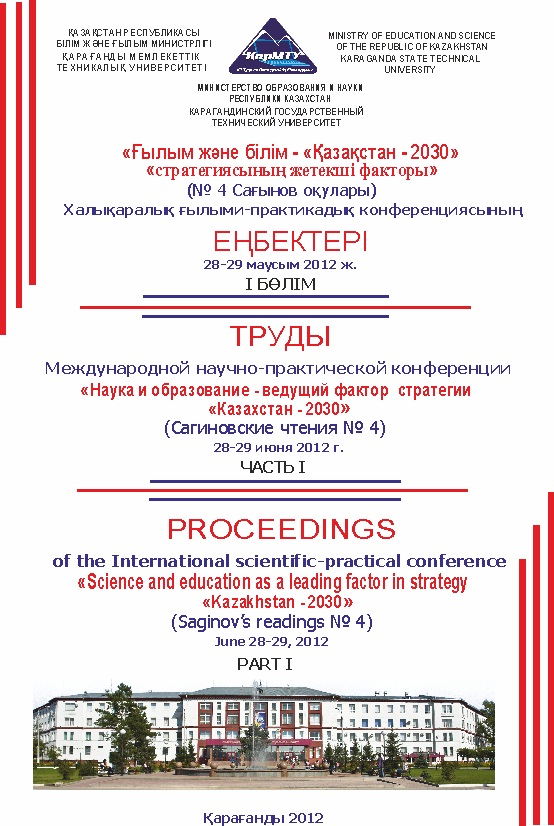 ҚАЗАҚСТАН РЕСПУБЛИКАСЫ
БІЛІМ ЖӘНЕ ҒЫЛЫМ МИНИСТРЛІГІ
ҚАРАҒАНДЫ МЕМЛЕКЕТТІК
ТЕХНИКАЛЫҚ УНИВЕРСИТЕТІ
ҚарМТУ
MINISTRY OF EDUCATION AND SCIENCE
OF THE REPUBLIC OF KAZAKHSTAN
KARAGANDA STATE TECHNICAL
UNIVERSITY
МИНИСТЕРСТВО ОБРАЗОВАНИЯ И НАУКИ
РЕСПУБЛИКИ КАЗАХСТАН
КАРАГАНДИНСКИЙ ГОСУДАРСТВЕННЫЙ
ТЕХНИЧЕСКИЙ УНИВЕРСИТЕТ
«Ғылым және білім - «Қазақстан - 2030»
«стратегиясының жетекші факторы»
(№ 4 Сағынов оқулары)
Халықаралық ғылыми-практикадық конференциясының
ЕҢБЕКТЕРІ
28-29 маусым 2012 ж.
І БӨЛІМ
ТРУДЫ
Международной научно-практической конференции
«Наука и образование - ведущий фактор стратегии
«Казахстан - 2030»
(Сагиновские чтения № 4)
28-29 июня 2012 г.
ЧАСТЬ I
PROCEEDINGS
of the International scientific-practical conference
«Science and education as a leading factor in strategy
«Kazakhstan - 2030»
(Saginov’s readings № 4)
June 28-29, 2012
PART I
Қарағанды 2012